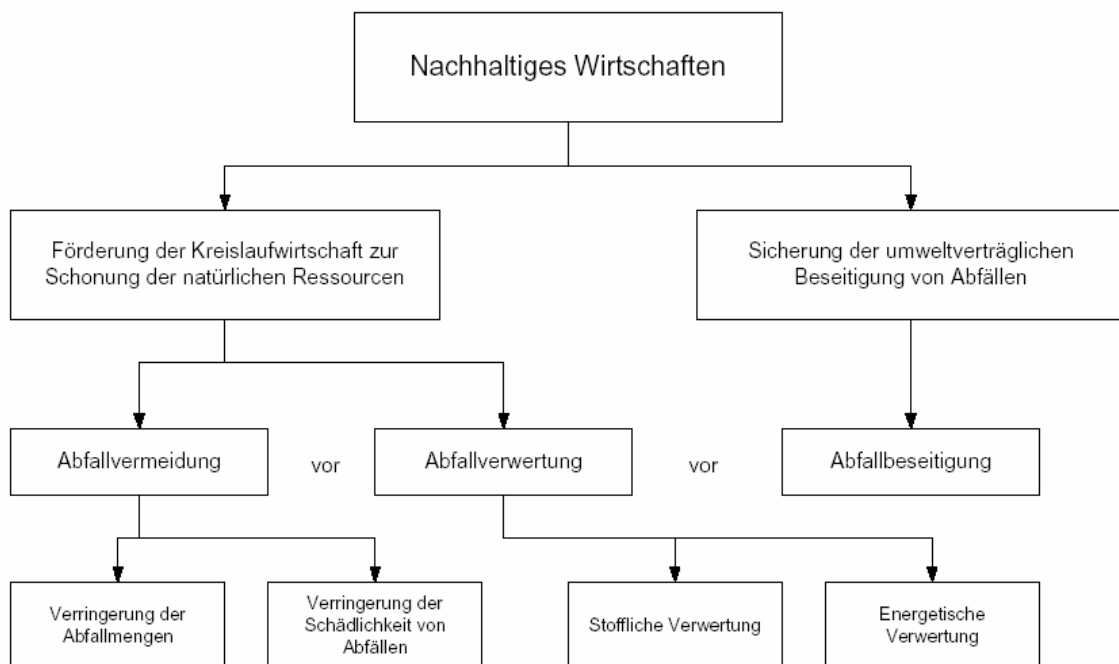 Nachhaltiges Wirtschaften
Förderung der Kreislaufwirtschaft zur
Schonung der natürlichen Ressourcen
Sicherung der umweltverträglichen
Beseitigung von Abfällen
Abfallvermeidung
vor
Abfallverwertung
vor
Abfallbeseitigung
Verringerung der
Abfallmengen
Verringerung der
Schädlichkeit von
Abfällen
Stoffliche Verwertung
Energetische
Verwertung